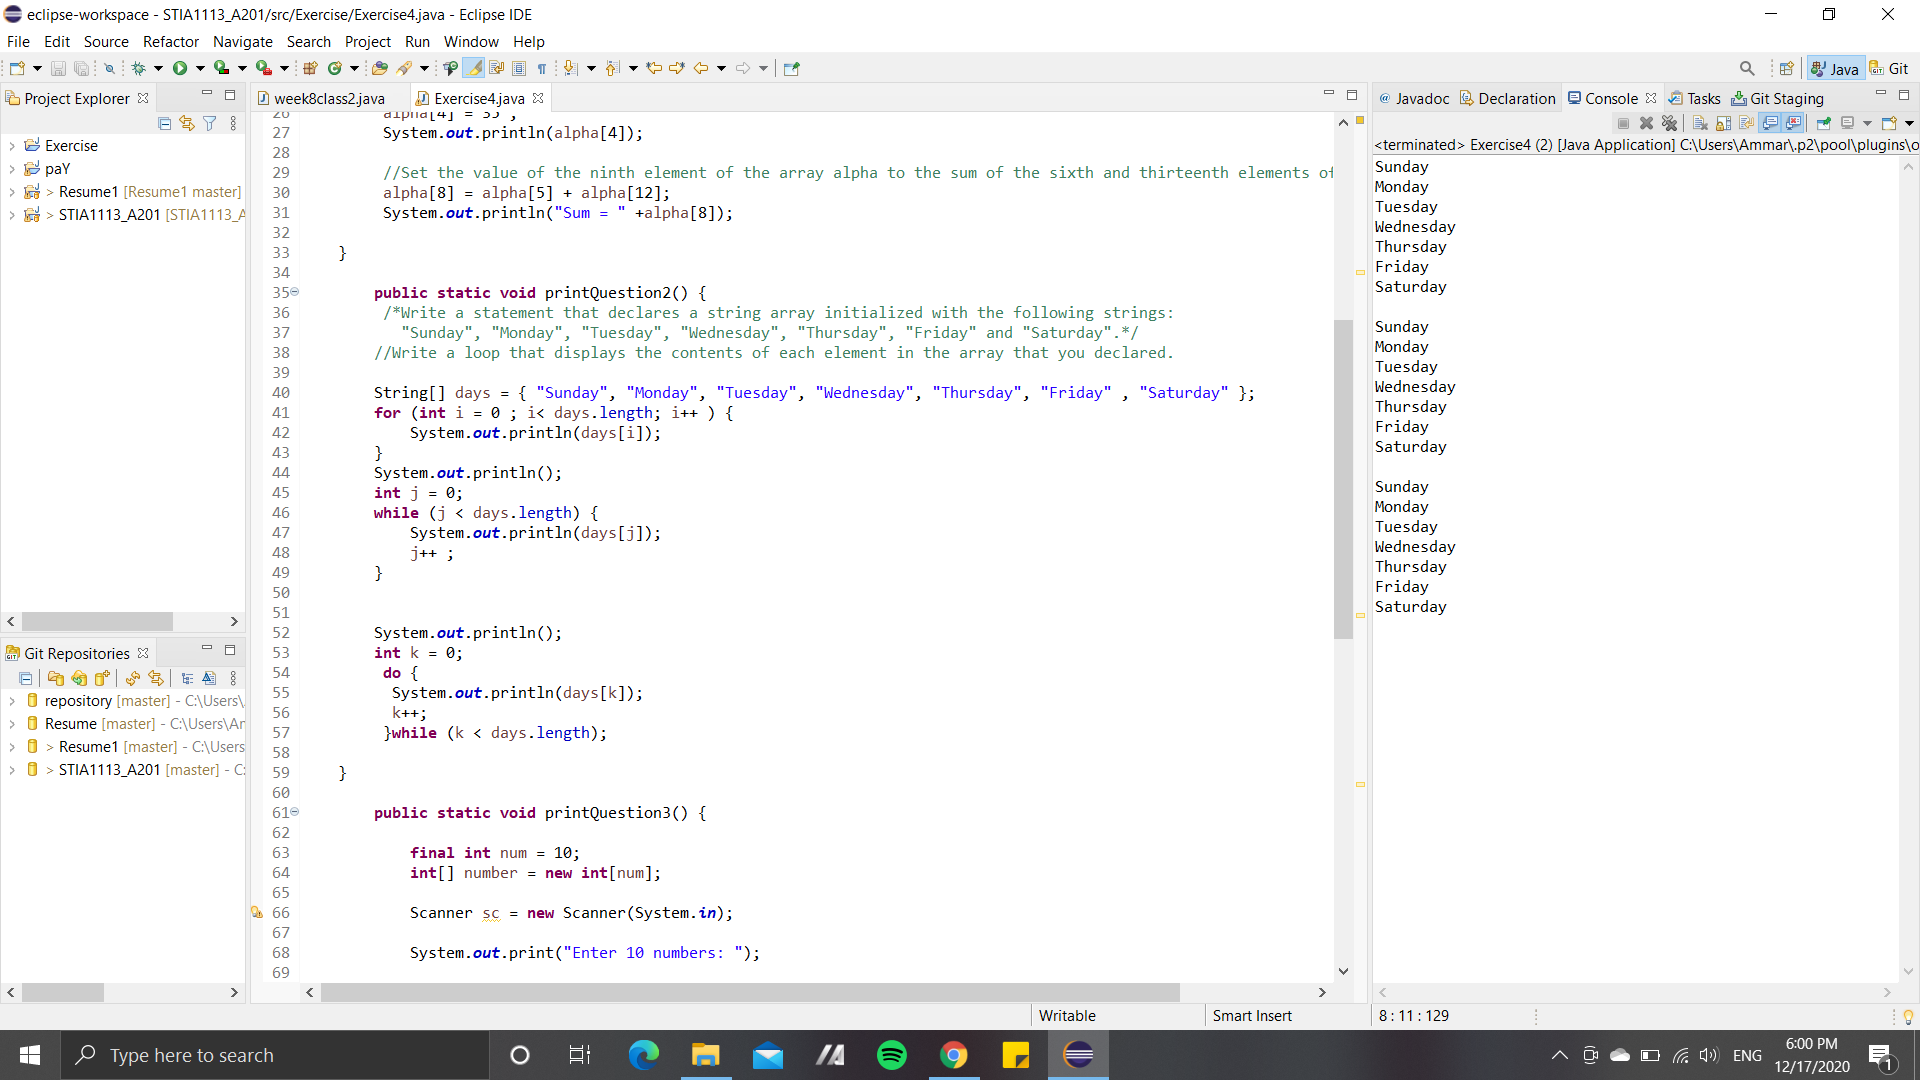 eclipse-workspace - STIA1113_A201/src/Exercise/Exercise4.java - Eclipse IDE
File Edit Source Refactor Navigate Search Project Run Window Help
Java Git
Project Explorer
Exercise
paY
> Resume1 [Resume1 master]
> STIA1113_A201 [STIA1113_A
Git Repositories
repository [master] - C:\Users\
Resume [master] - C:\Users\Am
> Resume1 [master] - C:\Users
> STIA1113_A201 [master] - C:
week8class2.java Exercise4.java
26 alpha[4] = 35 ;
27 System.out.println(alpha[4]);
28
29 //Set the value of the ninth element of the array alpha to the sum of the sixth and thirteenth elements of
30 alpha[8] = alpha[5] + alpha[12];
31 System.out.println("Sum = " +alpha[8]);
32
33 }
34
35 public static void printQuestion2() {
36 /*Write a statement that declares a string array initialized with the following strings:
37 "Sunday", "Monday", "Tuesday", "Wednesday", "Thursday", "Friday" and "Saturday".*/
38 //Write a loop that displays the contents of each element in the array that you declared.
39
40 String[] days = { "Sunday", "Monday", "Tuesday", "Wednesday", "Thursday", "Friday" , "Saturday" };
41 for (int i = 0 ; i< days.length; i++ ) {
42 System.out.println(days[i]);
43 }
44 System.out.println();
45 int j = 0;
46 while (j < days.length) {
47 System.out.println(days[j]);
48 j++ ;
49 }
50
51
52 System.out.println();
53 int k = 0;
54 do {
55 System.out.println(days[k]);
56 k++;
57 }while (k < days.length);
58
59 }
60
61 public static void printQuestion3() {
62
63 final int num = 10;
64 int[] number = new int[num];
65
66 Scanner sc = new Scanner(System.in);
67
68 System.out.print("Enter 10 numbers: ");
69
Javadoc Declaration Console Tasks Git Staging
<terminated> Exercise4 (2) [Java Application] C:\Users\Ammar\.p2\pool\plugins\o
Sunday
Monday
Tuesday
Wednesday
Thursday
Friday
Saturday
Sunday
Monday
Tuesday
Wednesday
Thursday
Friday
Saturday
Sunday
Monday
Tuesday
Wednesday
Thursday
Friday
Saturday
Writable Smart Insert 8 : 11 : 129
Type here to search
ENG
6:00 PM
12/17/2020
1